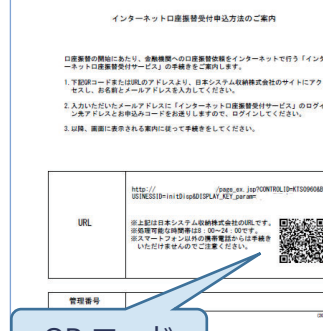 インターネット口座振替受付申込方法のご案内
口座振替の開始にあたり、金融機関への口座振替依頼をインターネットで行う「インタ
ーネット口座振替受付サービス」の手続きをご案内します。
1.下記QRコードまたはURLのアドレスより、日本システム収納株式会社のサイトにアク
セスし、お名前とメールアドレスを入力してください。
2.入力いただいたメールアドレスに「インターネット口座振替受付サービス」のログイ
ン先アドレスとお申込みコードをお送りしますので、ログインしてください。
3.以降、画面に表示される案内に従って手続きをしてください。
URL
http:// /page_ex.jsp?CONTROLID=KTS0960&B
USINESSID=initDisp&DISPLAY_KEY_param=
※上記は日本システム収納株式会社のURLです。
※処理可能な時間帯は8:00~24:00です。
※スマートフォン以外の携帯電話からは手続き
いただけませんのでご注意ください。
管理番号
QRコード